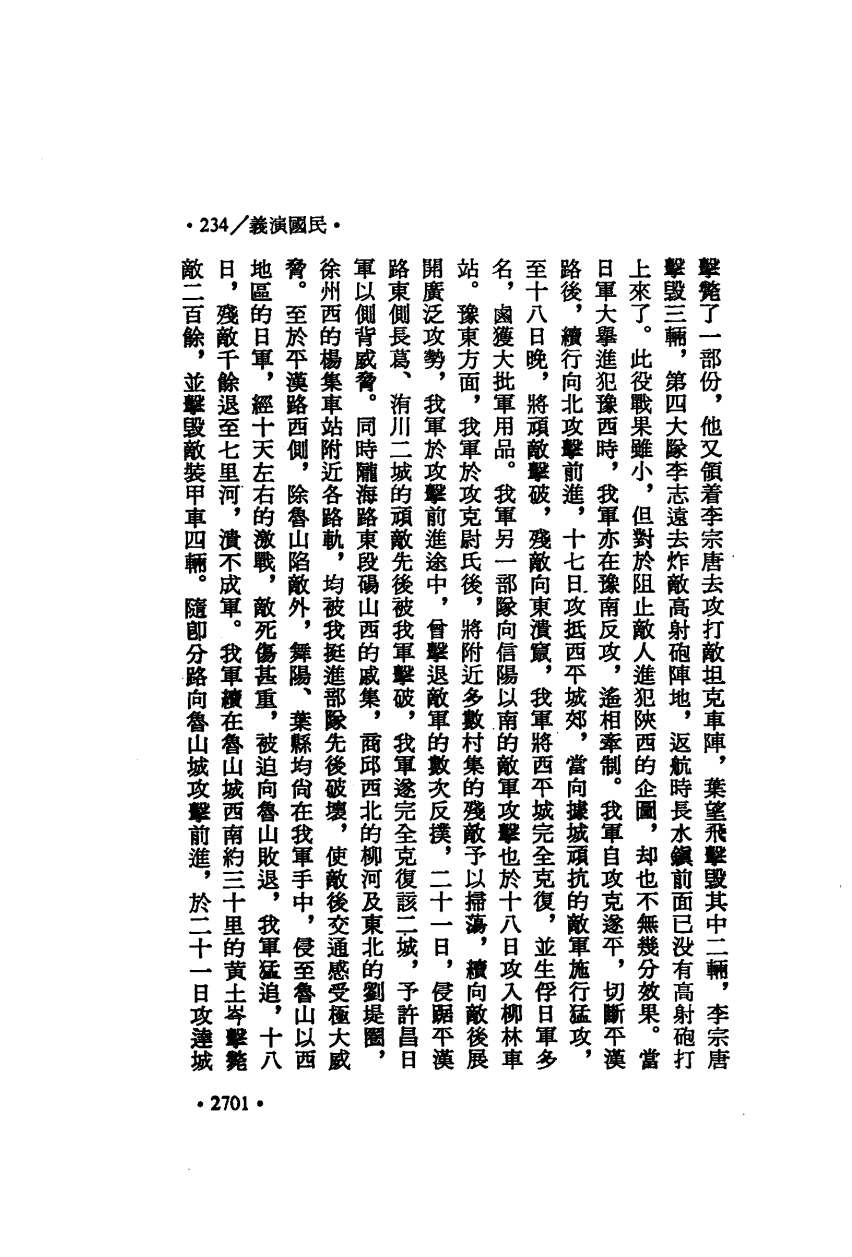 •234/義演國民•
擊斃了一部份，他又領着李宗唐去攻打敵坦克車陣，葉望飛擊毀其中二輛，李宗唐
擊毀三輛，第四大隊李志遠去炸敵高射砲陣地，返航時長水鎭前面已没有高射砲打
上來了。此役戰果雖小，但對於阻止敵人進犯陝西的企圖，却也不無幾分效果。當
日軍大擧進犯豫西時，我軍亦在豫南反攻，遙相牽制。我軍自攻克遂平，切斷平漢
路後，續行向北攻擊前進，十七日攻抵西平城郊，當向據城頑抗的敵軍施行猛攻，
至十八日晚，將頑敵擊破，殘敵向東潰竄，我軍將西平城完全克復，並生俘日軍多
名，鹵獲大批軍用品。我軍另一部隊向信陽以南的敵軍攻擊也於十八日攻入柳林車
站。豫東方面，我軍於攻克尉氏後，將附近多數村集的殘敵予以掃蕩，續向敵後展
開廣泛攻勢，我軍於攻擊前進途中，曾擊退敵軍的數次反撲，二十一日，侵踞平漢
路東側長葛、洧川二城的頑敵先後被我軍擊破，我軍遂完全克復該二城，予許昌日
軍以側背威脅。同時隴海路東段碭山西的戚集，商邱西北的柳河及東北的劉堤圈，
徐州西的楊集車站附近各路軌，均被我挺進部隊先後破壞，使敵後交通感受極大威
脅。至於平漢路西側，除魯山陷敵外，舞陽、葉縣均尙在我軍手中，侵至魯山以西
地區的日軍，經十天左右的激戰，敵死傷甚重，被迫向魯山敗退，我軍猛追，十八
日，殘敵千餘退至七里河，潰不成軍。我軍續在魯山城西南約三十里的黄土岑擊斃
敵二百餘，並擊毀敵裝甲車四輛。隨卽分路向魯山城攻擊前進，於二十一日攻達城
•2701•